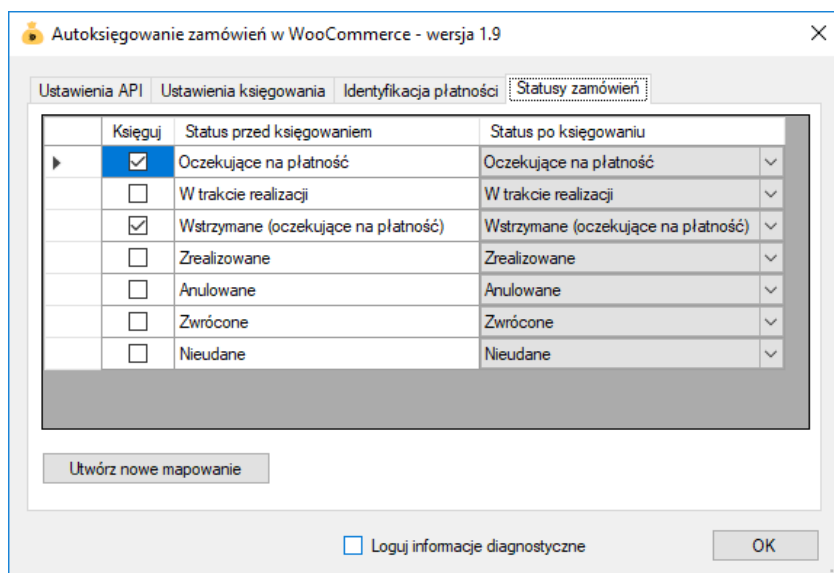 Autoksięgowanie zamówień w WooCommerce - wersja 1.9
Ustawienia API Ustawienia księgowania Identyfikacja płatności Statusy zamówień
Księguj Status przed księgowaniem Status po księgowaniu
Oczekujące na płatność Oczekujące na płatność
W trakcie realizacji W trakcie realizacji
Wstrzymane (oczekujące na płatność) Wstrzymane (oczekujące na płatność)
Zrealizowane Zrealizowane
Anulowane Anulowane
Zwrócone Zwrócone
Nieudane Nieudane
Utwórz nowe mapowanie
Loguj informacje diagnostyczne OK